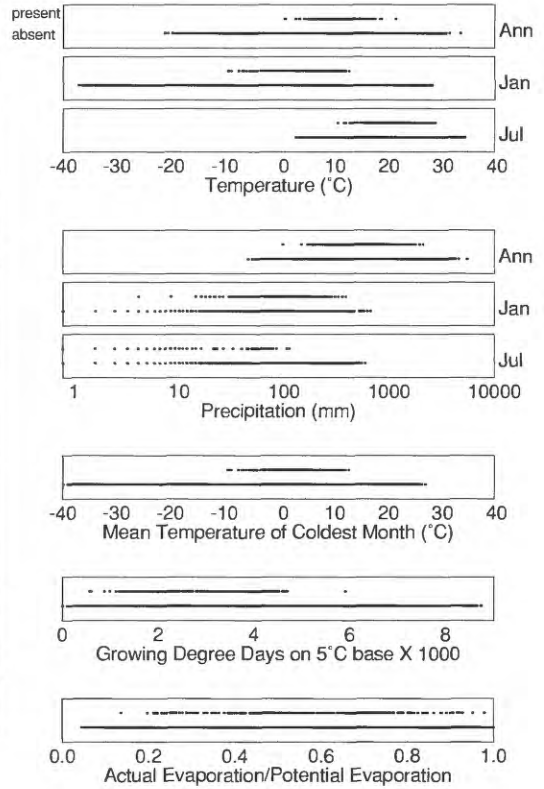 present
absent
Ann
Jan
Jul
-40 -30 -20 -10 0 10 20 30 40
Temperature (°C)
Ann
Jan
Jul
1 10 100 1000 10000
Precipitation (mm)
-40 -30 -20 -10 0 10 20 30 40
Mean Temperature of Coldest Month (°C)
0 2 4 6 8
Growing Degree Days on 5°C base X 1000
0.0 0.2 0.4 0.6 0.8 1.0
Actual Evaporation/Potential Evaporation